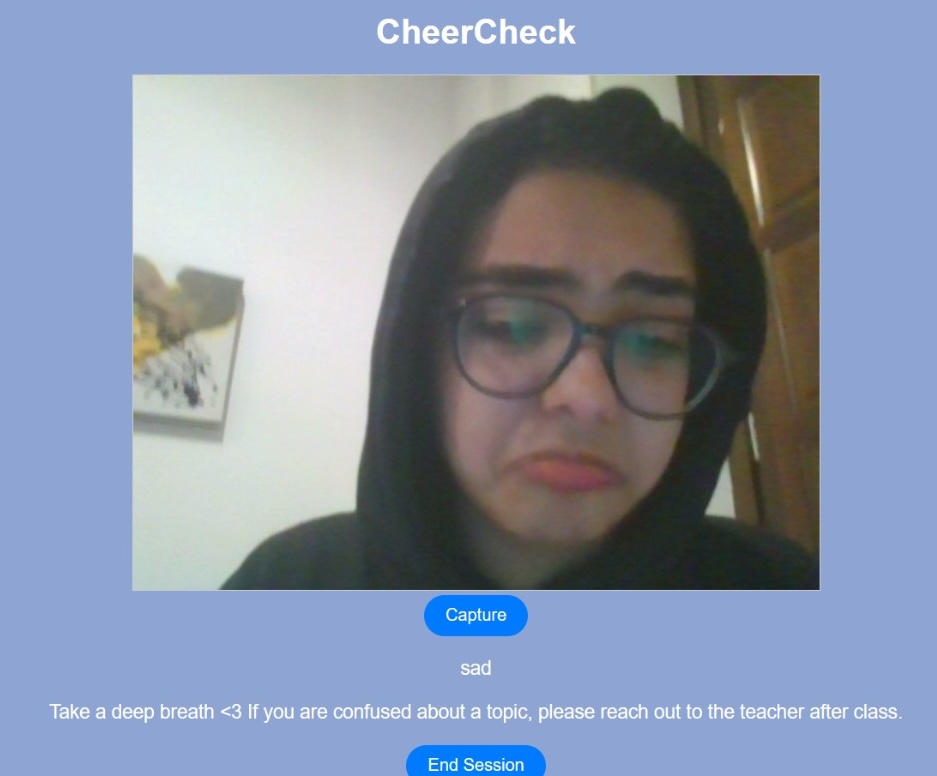 CheerCheck
Capture
sad
Take a deep breath <3 If you are confused about a topic, please reach out to the teacher after class.
End Session